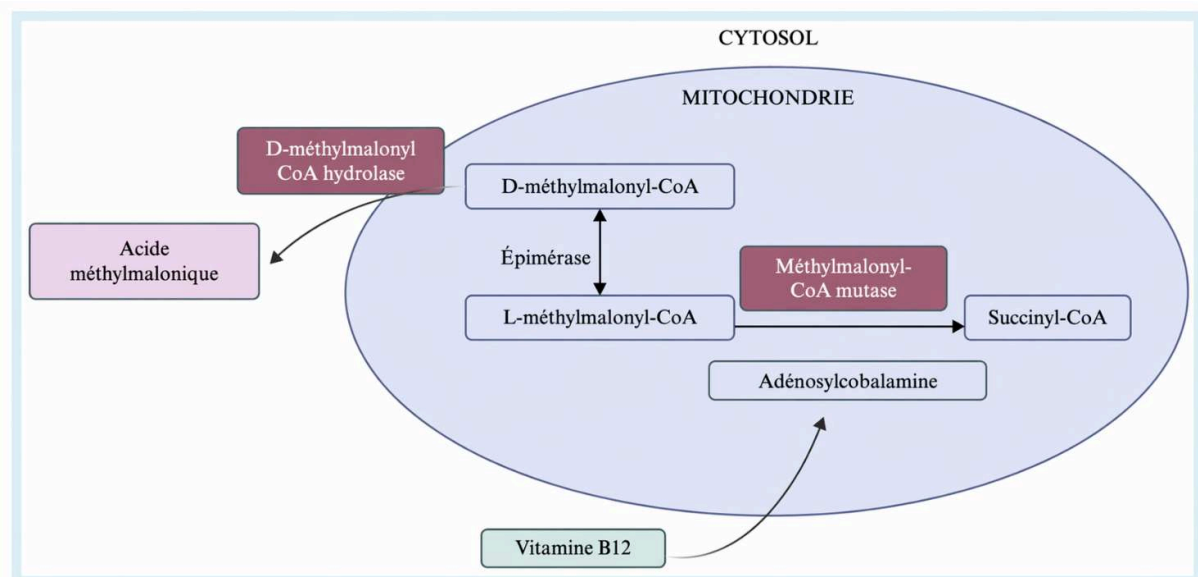 CYTOSOL
MITOCHONDRIE
D-méthylmalonyl
CoA hydrolase
D-méthylmalonyl-CoA
Acide
méthylmalonique
Épimérase
Méthylmalonyl-
CoA mutase
L-méthylmalonyl-CoA
Succinyl-CoA
Adénosylcobalamine
Vitamine B12